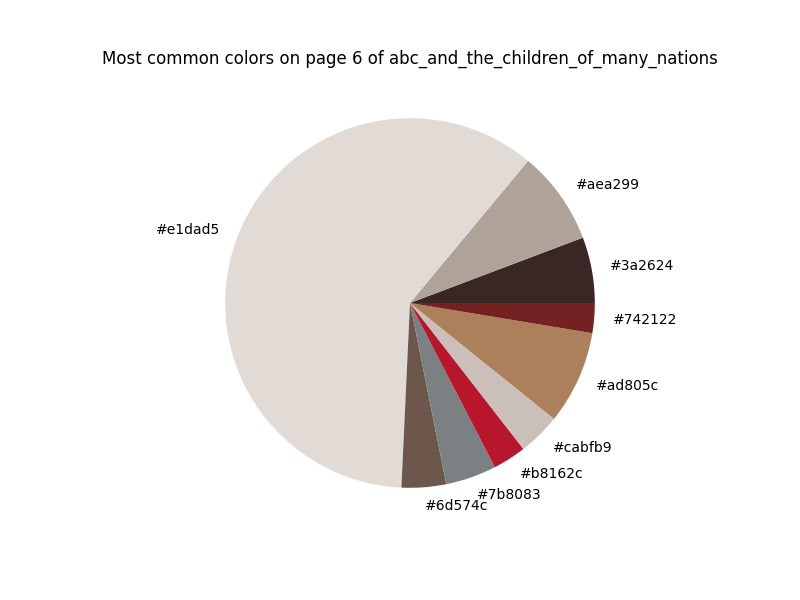 Most common colors on page 6 of abc_and_the_children_of_many_nations
#aea299
#e1dad5
#3a2624
#742122
#ad805c
#cabfb9
#b8162c
#7b8083
#6d574c